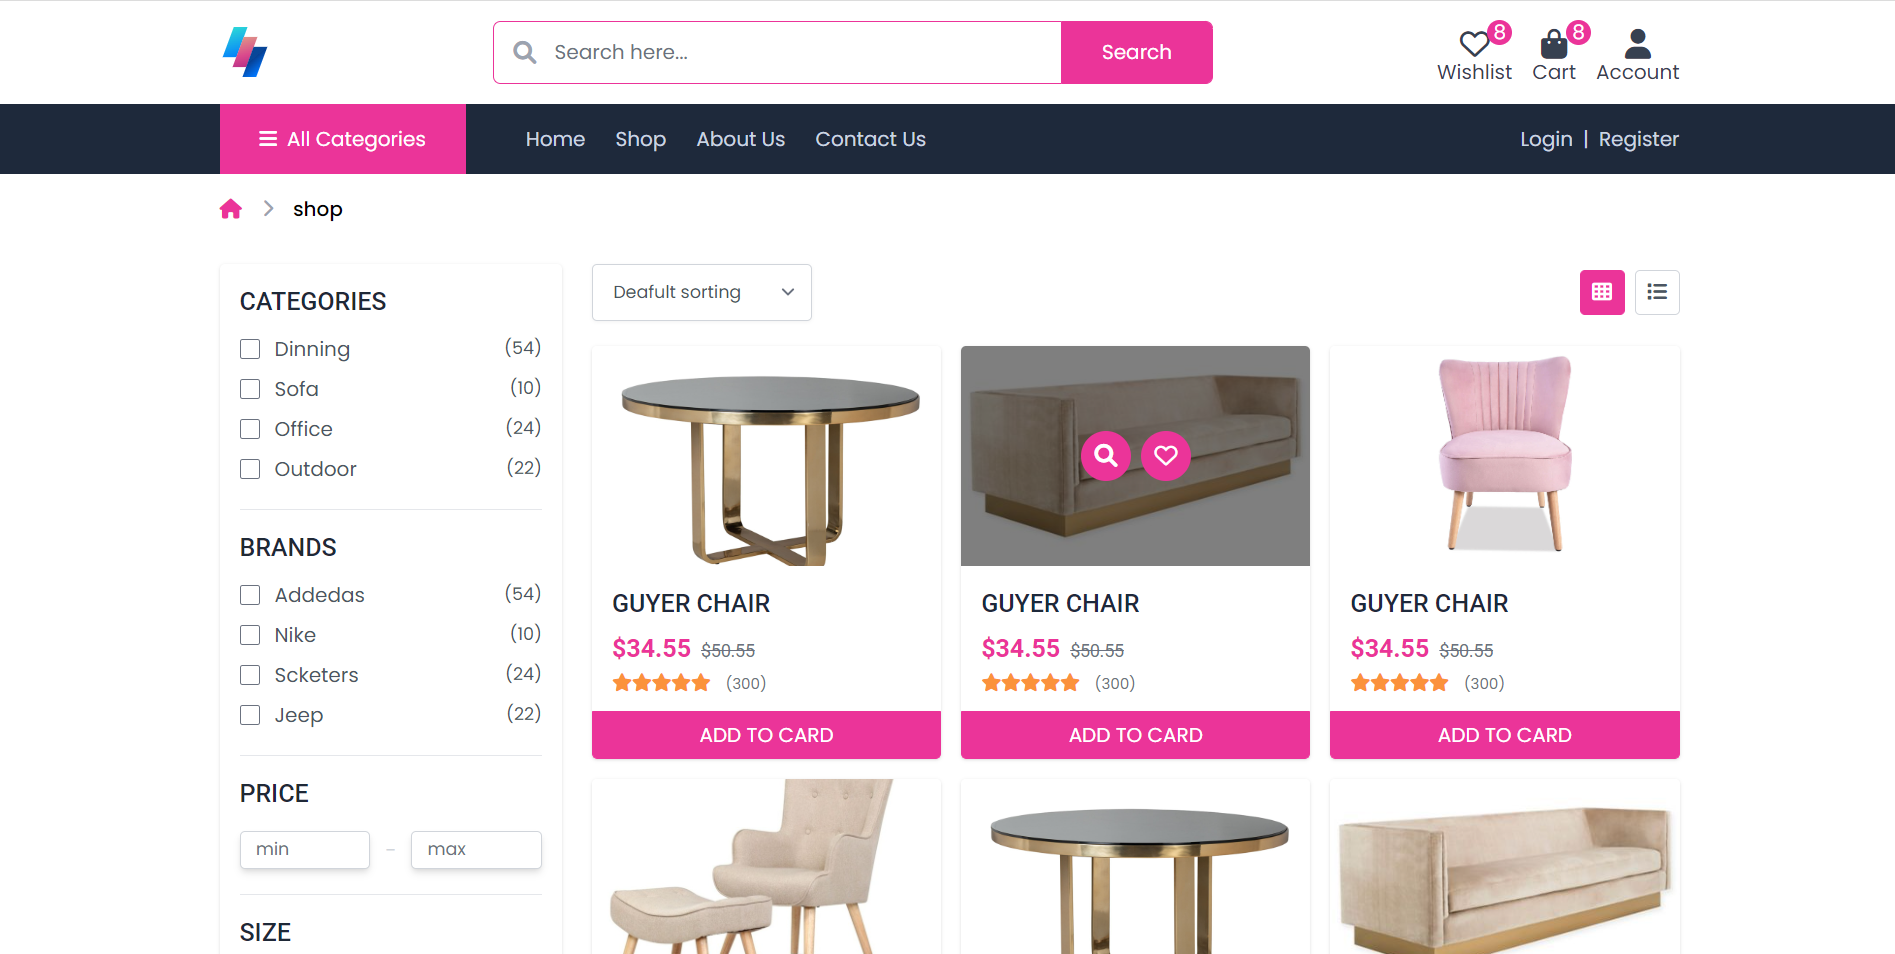 Search here...
Search
8
8
Wishlist
Cart
Account
All Categories
Home
Shop
About Us
Contact Us
Login | Register
shop
CATEGORIES
Dinning (54)
Sofa (10)
Office (24)
Outdoor (22)
BRANDS
Addedas (54)
Nike (10)
Scketers (24)
Jeep (22)
PRICE
min - max
SIZE
Deafult sorting
GUYER CHAIR
$34.55 $50.55
(300)
ADD TO CARD
GUYER CHAIR
$34.55 $50.55
(300)
ADD TO CARD
GUYER CHAIR
$34.55 $50.55
(300)
ADD TO CARD